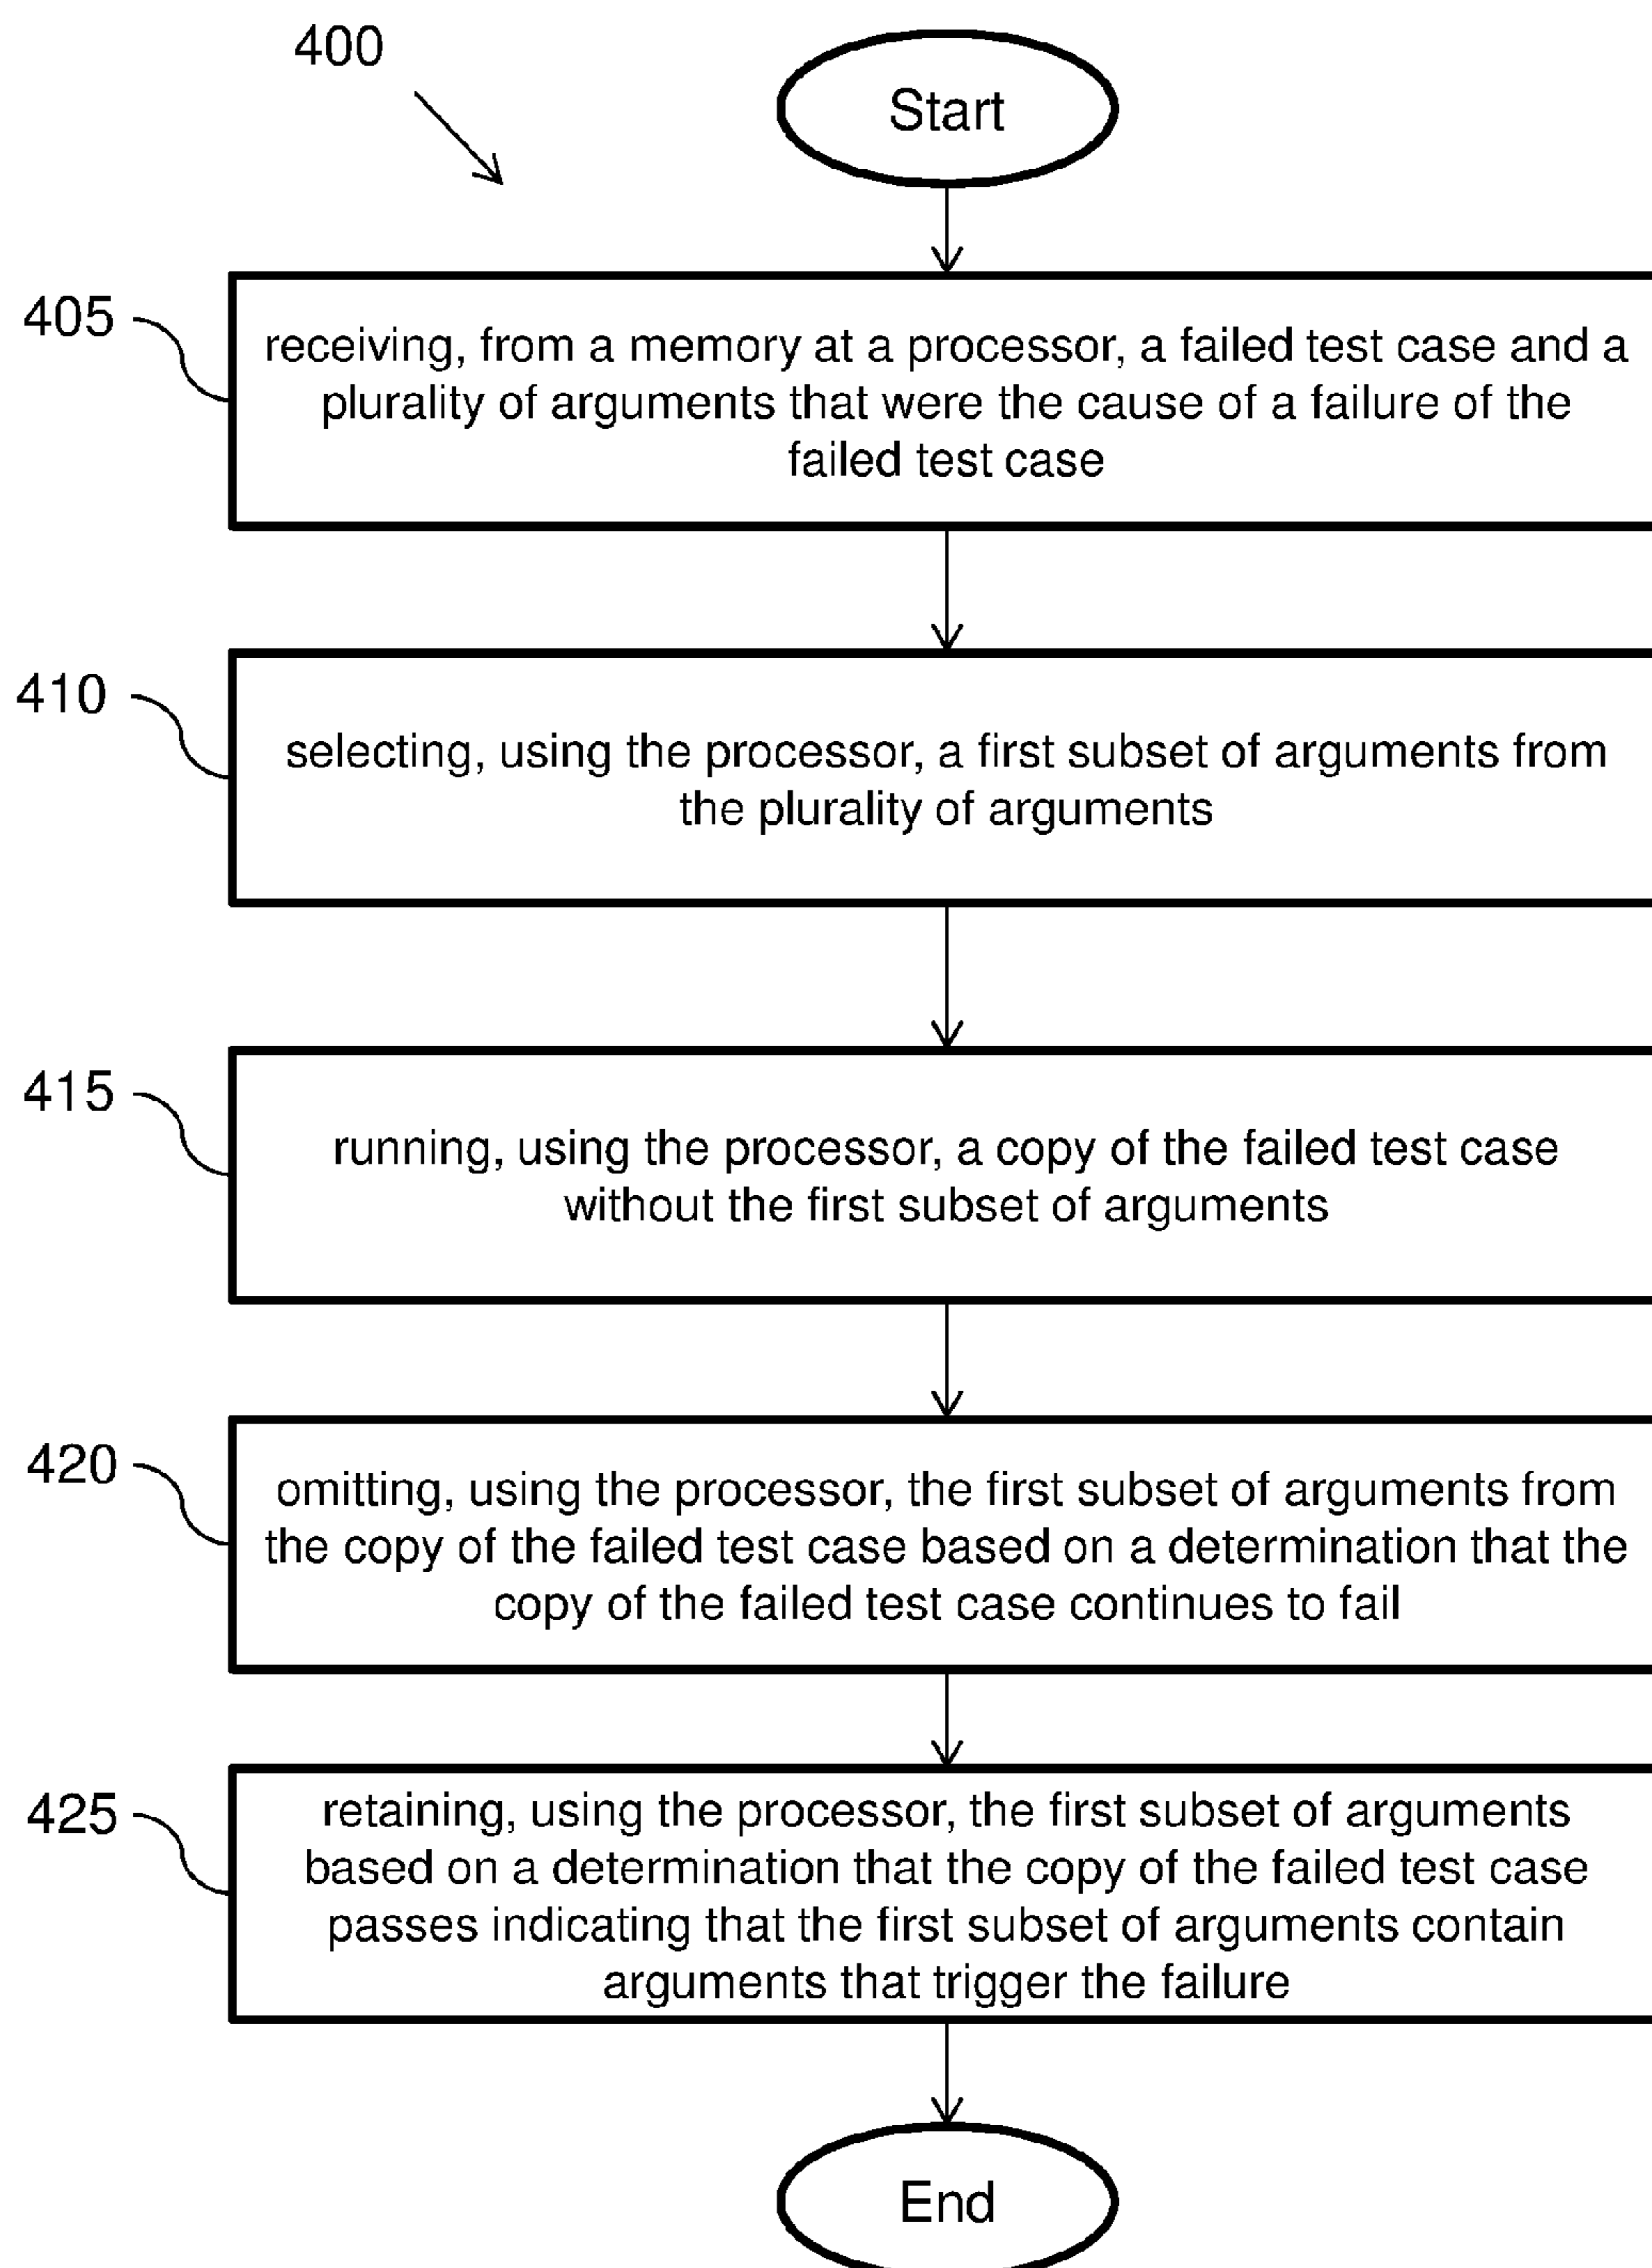 400
Start
405
receiving, from a memory at a processor, a failed test case and a
plurality of arguments that were the cause of a failure of the
failed test case
410
selecting, using the processor, a first subset of arguments from
the plurality of arguments
415
running, using the processor, a copy of the failed test case
without the first subset of arguments
420
omitting, using the processor, the first subset of arguments from
the copy of the failed test case based on a determination that the
copy of the failed test case continues to fail
425
retaining, using the processor, the first subset of arguments
based on a determination that the copy of the failed test case
passes indicating that the first subset of arguments contain
arguments that trigger the failure
End